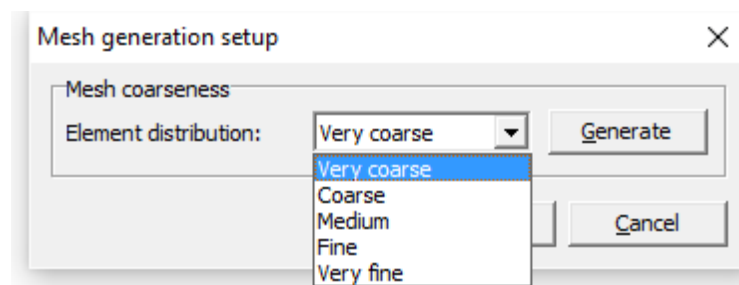 Mesh generation setup
Mesh coarseness
Element distribution: Very coarse Generate
Very coarse
Coarse
Medium
Fine
Very fine
Cancel